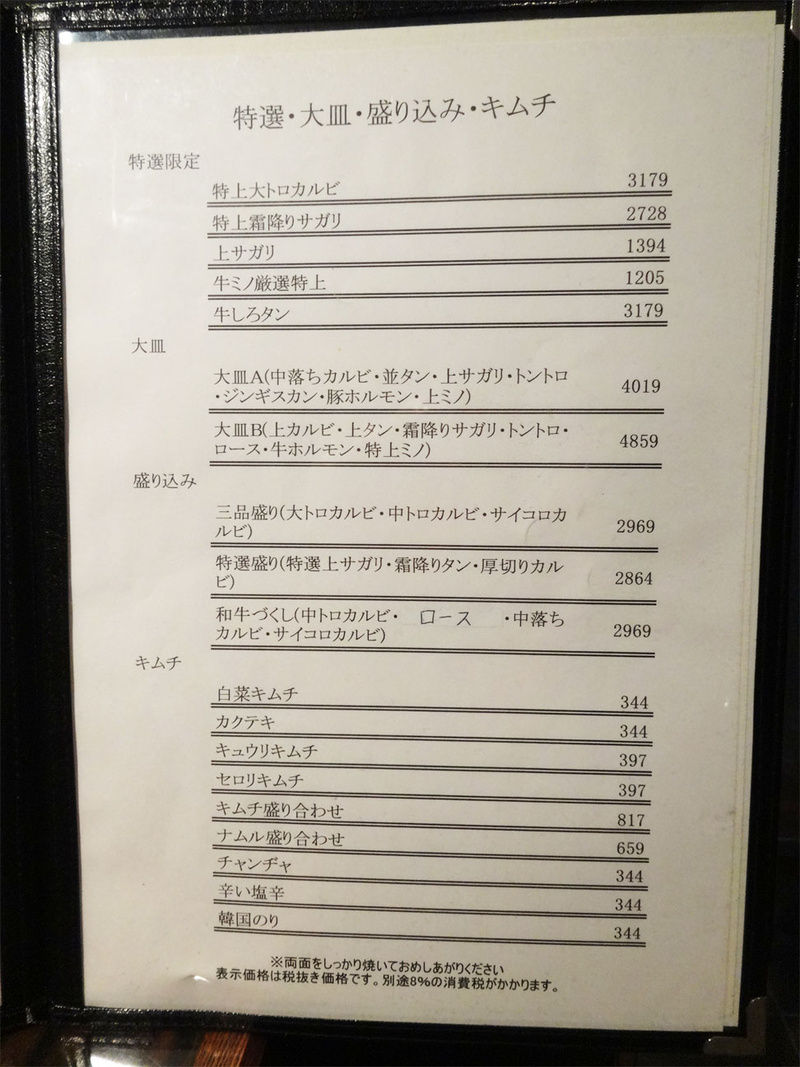 特選・大皿・盛り込み・キムチ
特選限定
特上大トロカルビ 3179
特上霜降りサガリ 2728
上サガリ 1394
牛ミノ厳選特上 1205
牛しろタン 3179
大皿
大皿A(中落ちカルビ・並タン・上サガリ・トントロ
・ジンギスカン・豚ホルモン・上ミノ) 4019
大皿B(上カルビ・上タン・霜降りサガリ・トントロ・
ロース・牛ホルモン・特上ミノ) 4859
盛り込み
三品盛り(大トロカルビ・中トロカルビ・サイコロカ
ルビ) 2969
特選盛り(特選上サガリ・霜降りタン・厚切りカル
ビ) 2864
和牛づくし(中トロカルビ・ ロース ・中落ち
カルビ・サイコロカルビ) 2969
キムチ
白菜キムチ 344
カクテキ 344
キュウリキムチ 397
セロリキムチ 397
キムチ盛り合わせ 817
ナムル盛り合わせ 659
チャンヂャ 344
辛い塩辛 344
韓国のり 344
※両面をしっかり焼いておめしあがりください
表示価格は税抜き価格です。別途8%の消費税がかかります。